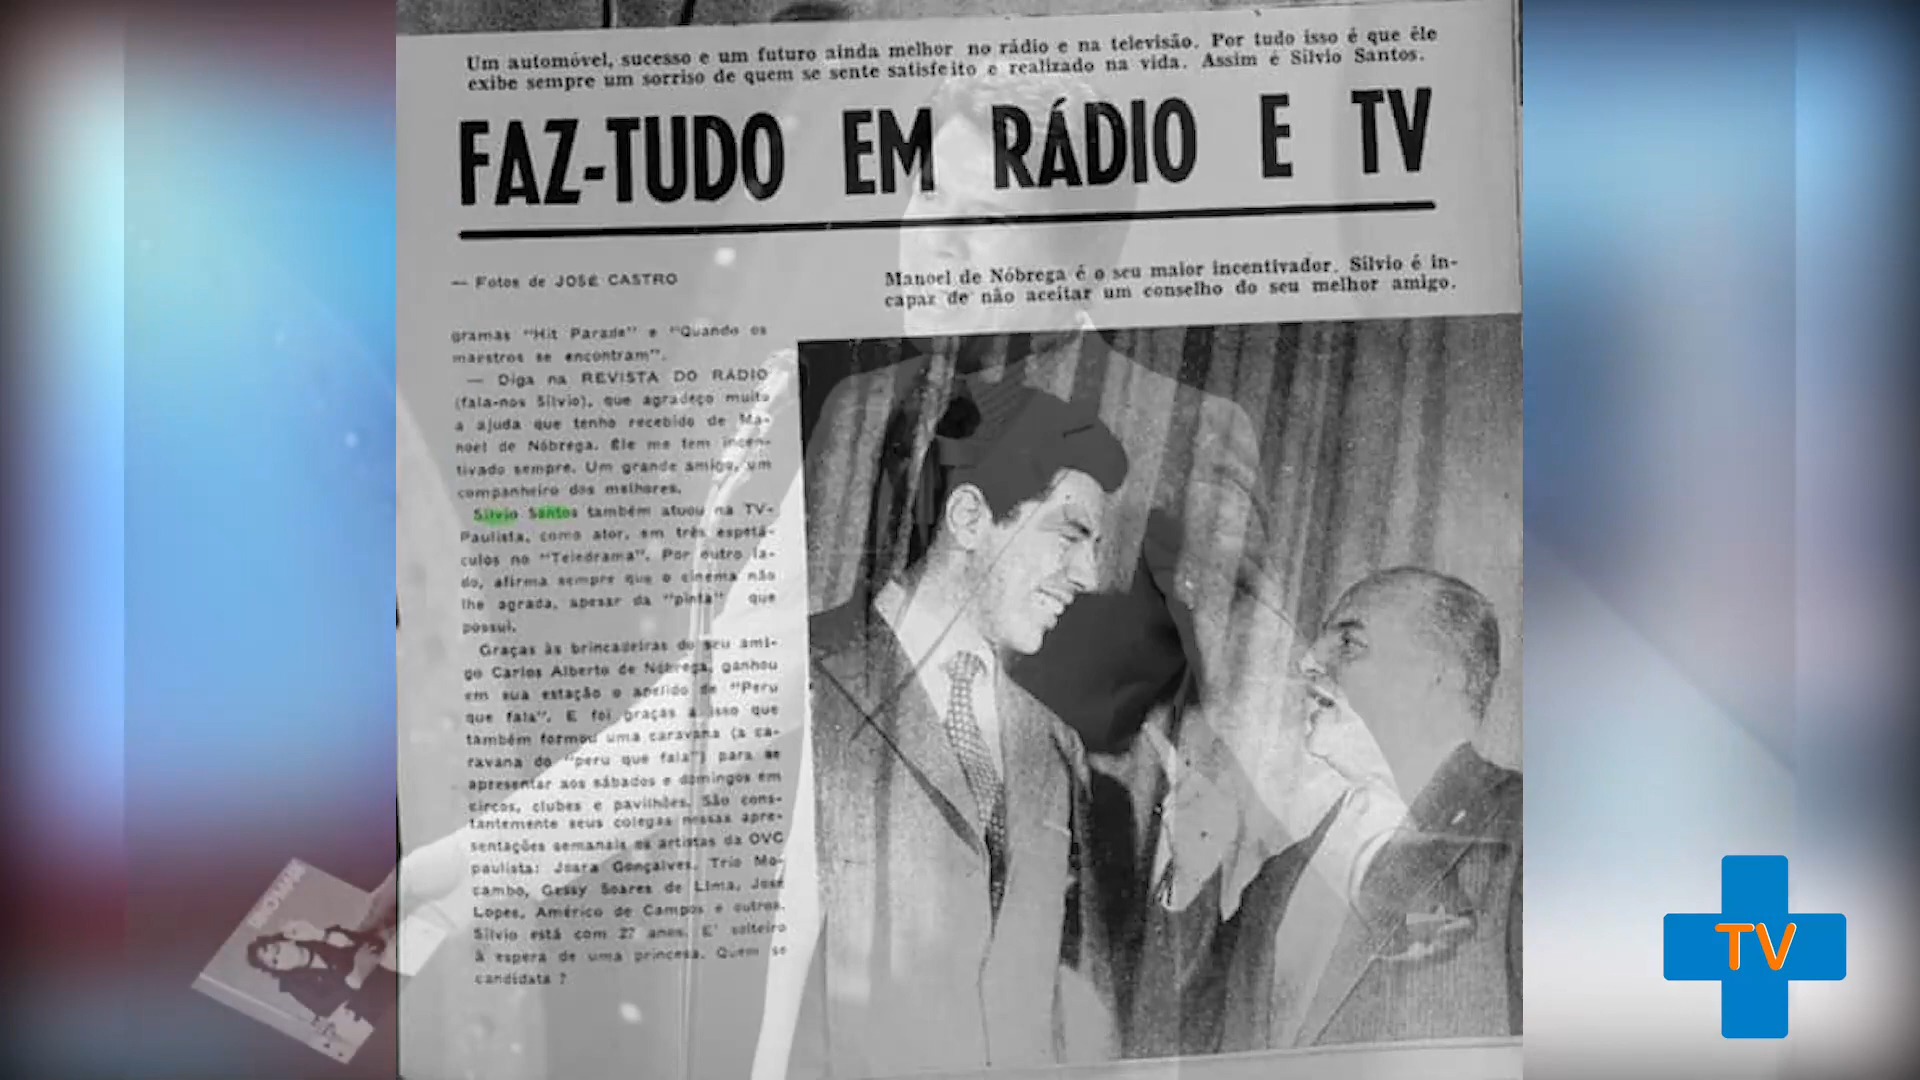 Um automóvel, sucesso e um futuro ainda melhor no rádio e na televisão. Por tudo isso é que êle
exibe sempre um sorriso de quem se sente satisfeito e realizado na vida. Assim é Silvio Santos.
FAZ-TUDO EM RÁDIO E TV
— Fotos de JOSÉ CASTRO
Manoel de Nóbrega é o seu maior incentivador. Silvio é in-
capaz de não aceitar um conselho do seu melhor amigo.
gramas "Hit Parade" e "Quando os
maestros se encontram".
— Diga na REVISTA DO RÁDIO
(fala-nos Silvio), que agradeço muito
a ajuda que tenho recebido de Ma-
noel de Nóbrega. Êle me tem incen-
tivado sempre. Um grande amigo, um
companheiro dos melhores.
Silvio Santos também atuou na TV-
Paulista, como ator, em três espetá-
culos no "Teledrama". Por outro la-
do, afirma sempre que o cinema não
lhe agrada, apesar da "pinta" que
possui.
Graças às brincadeiras do seu ami-
go Carlos Alberto de Nóbrega, ganhou
em sua estação o apelido de "Peru
que fala". E foi graças a isso que
também formou uma caravana (a ca-
ravana do "peru que fala") para se
apresentar aos sábados e domingos em
circos, clubes e pavilhões. São cons-
tantemente seus colegas nessas apre-
sentações semanais os artistas da OVC
paulista: Joara Gonçalves, Trio Mo-
cambo, Gessy Soares de Lima, José
Lopes, Américo de Campos e outros.
Silvio está com 27 anos. E' solteiro
à espera de uma princesa. Quem se
candidata ?
TV